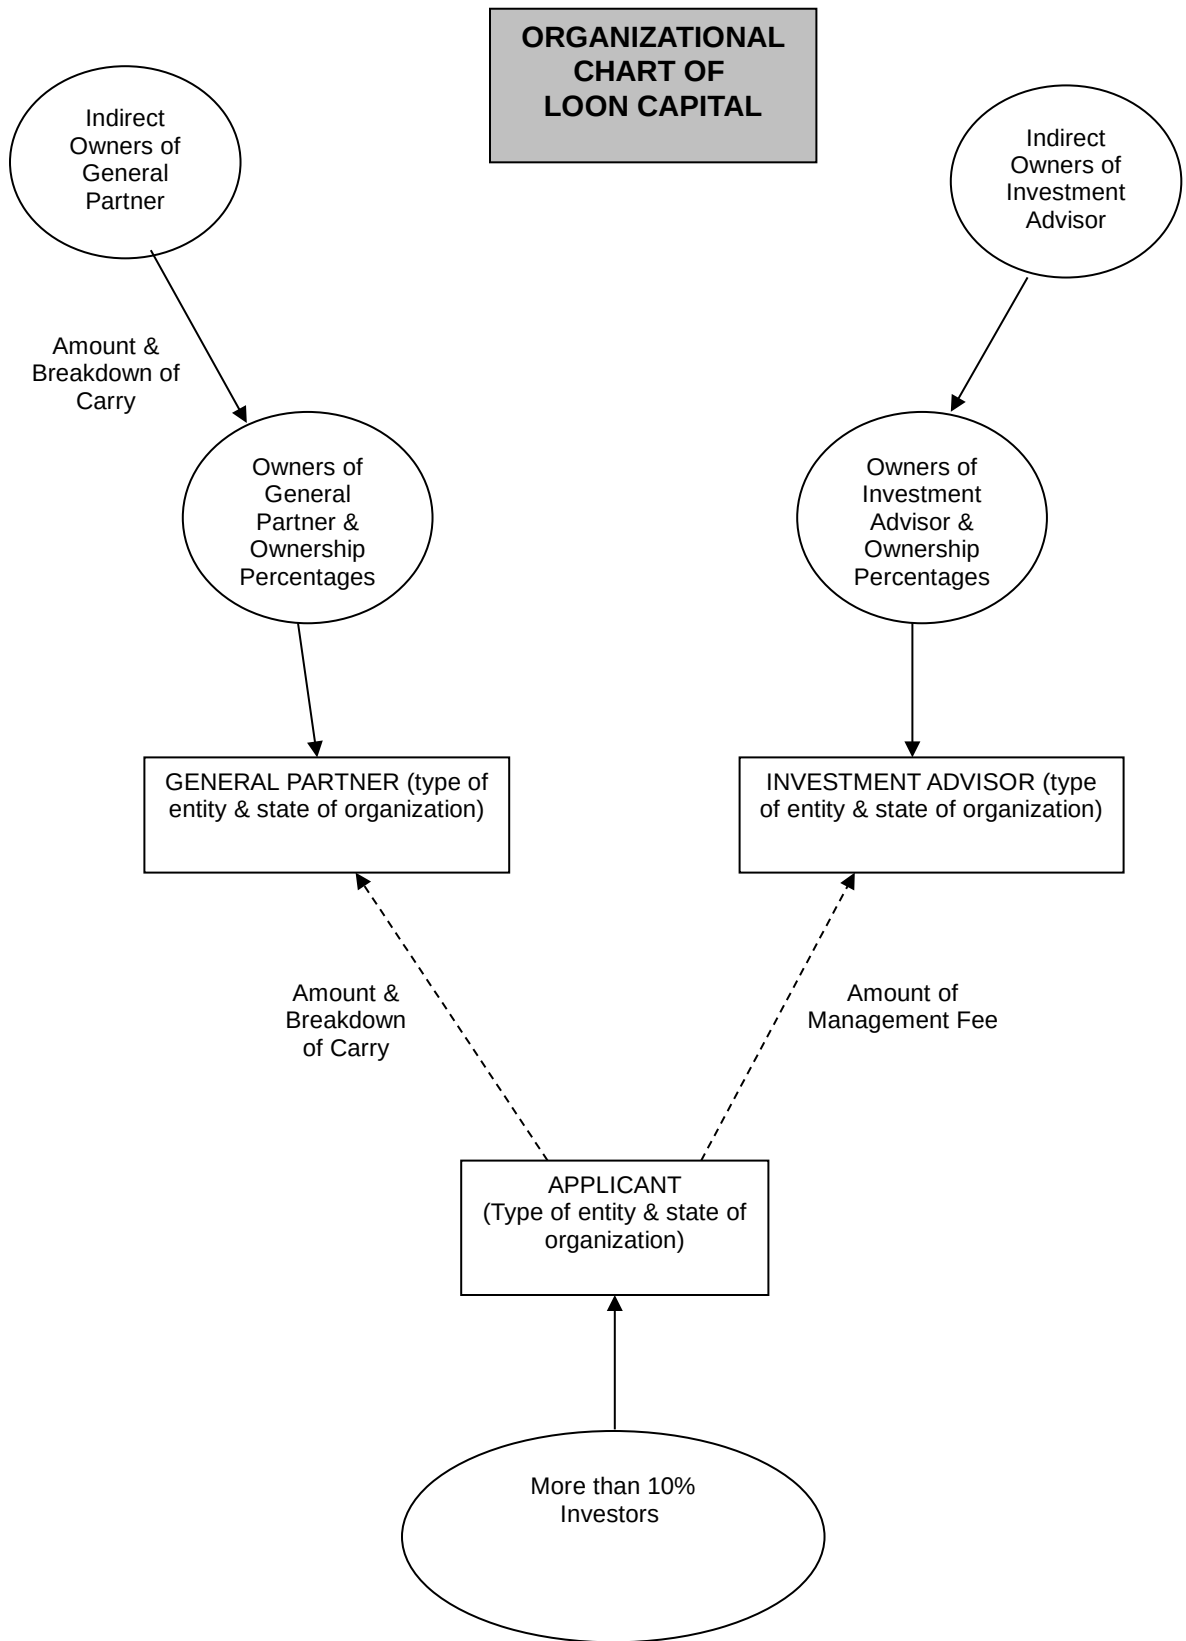 ORGANIZATIONAL
CHART OF
LOON CAPITAL
Indirect
Owners of
General
Partner
Indirect
Owners of
Investment
Advisor
Amount &
Breakdown of
Carry
Owners of
General
Partner &
Ownership
Percentages
Owners of
Investment
Advisor &
Ownership
Percentages
GENERAL PARTNER (type of
entity & state of organization)
INVESTMENT ADVISOR (type
of entity & state of organization)
Amount &
Breakdown
of Carry
Amount of
Management Fee
APPLICANT
(Type of entity & state of
organization)
More than 10%
Investors